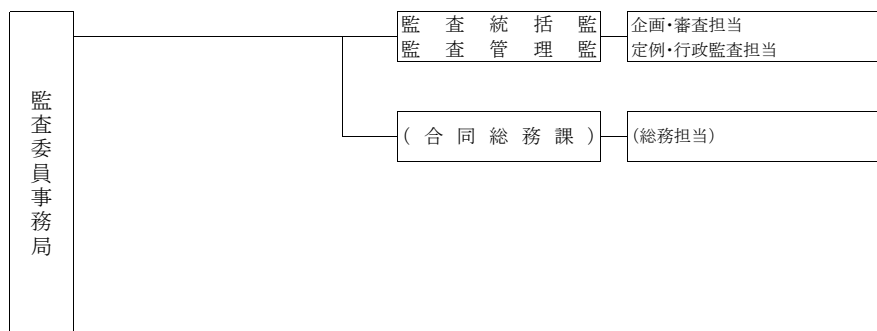 監査委員事務局
監査統括監
監査管理監
企画・審査担当
定例・行政監査担当
(合同総務課)
(総務担当)